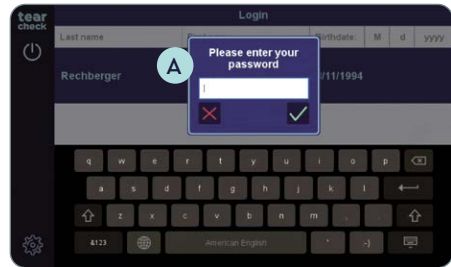 tear
check
Login
Last name
Birthdate: M d yyyy
A
Please enter your
password
Rechberger
/11/1994
q w e r t y u i o p
a s d f g h j k l
z x c v b n m , .
&123 American English ' :-)